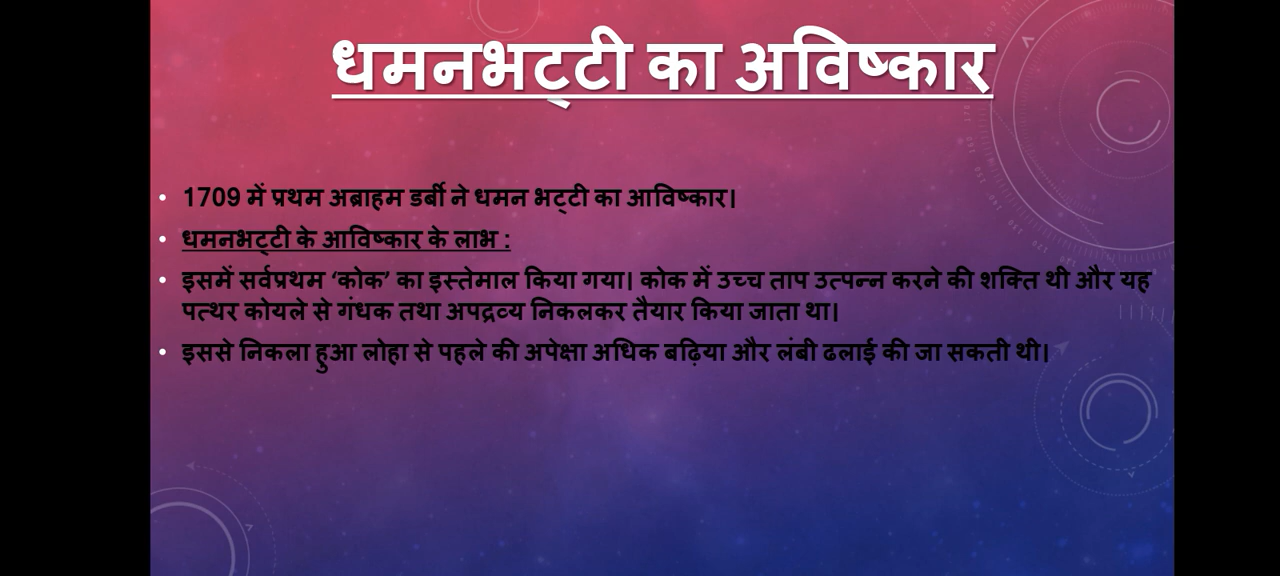 धमनभट्टी का अविष्कार
• 1709 में प्रथम अब्राहम डर्बी ने धमन भट्टी का आविष्कार।
• धमनभट्टी के आविष्कार के लाभ :
• इसमें सर्वप्रथम ‘कोक’ का इस्तेमाल किया गया। कोक में उच्च ताप उत्पन्न करने की शक्ति थी और यह
पत्थर कोयले से गंधक तथा अपद्रव्य निकलकर तैयार किया जाता था।
• इससे निकला हुआ लोहा से पहले की अपेक्षा अधिक बढ़िया और लंबी ढलाई की जा सकती थी।